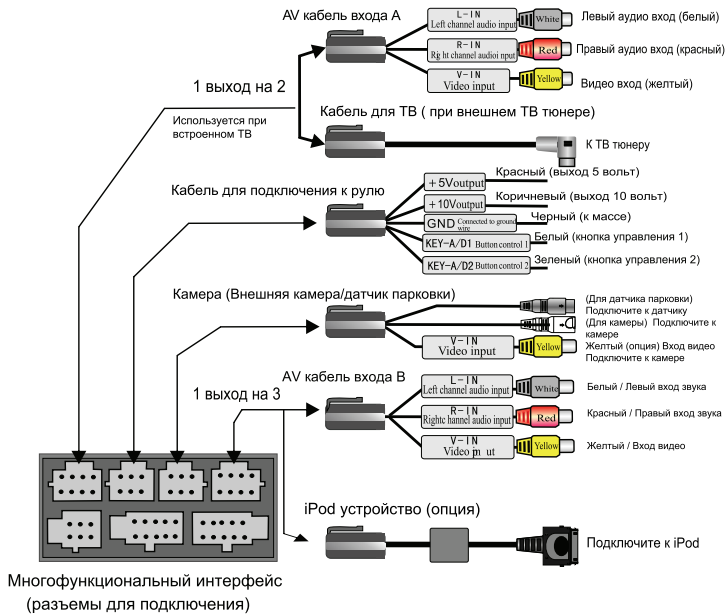 AV кабель входа A
L-IN
Left channel audio input
White
Левый аудио вход (белый)
R-IN
Right channel audioi input
Red
Правый аудио вход (красный)
V-IN
Video input
Yellow
Видео вход (желтый)
1 выход на 2
Используется при
встроенном ТВ
Кабель для ТВ ( при внешнем ТВ тюнере)
К ТВ тюнеру
Кабель для подключения к рулю
+5Voutput
Красный (выход 5 вольт)
+10Voutput
Коричневый (выход 10 вольт)
GND Connected to ground
wire
Черный (к массе)
KEY-A/D1 Button control 1
Белый (кнопка управления 1)
KEY-A/D2 Button control 2
Зеленый (кнопка управления 2)
Камера (Внешняя камера/датчик парковки)
(Для датчика парковки)
Подключите к датчику
(Для камеры) Подключите к
камере
V-IN
Video input
Yellow
Желтый (опция) Вход видео
Подключите к камере
1 выход на 3
AV кабель входа B
L-IN
Left channel audio input
White
Белый / Левый вход звука
R-IN
Rightc hannel audio input
Red
Красный / Правый вход звука
V-IN
Video in ut
Yellow
Желтый / Вход видео
iPod устройство (опция)
Подключите к iPod
Многофункциональный интерфейс
(разъемы для подключения)